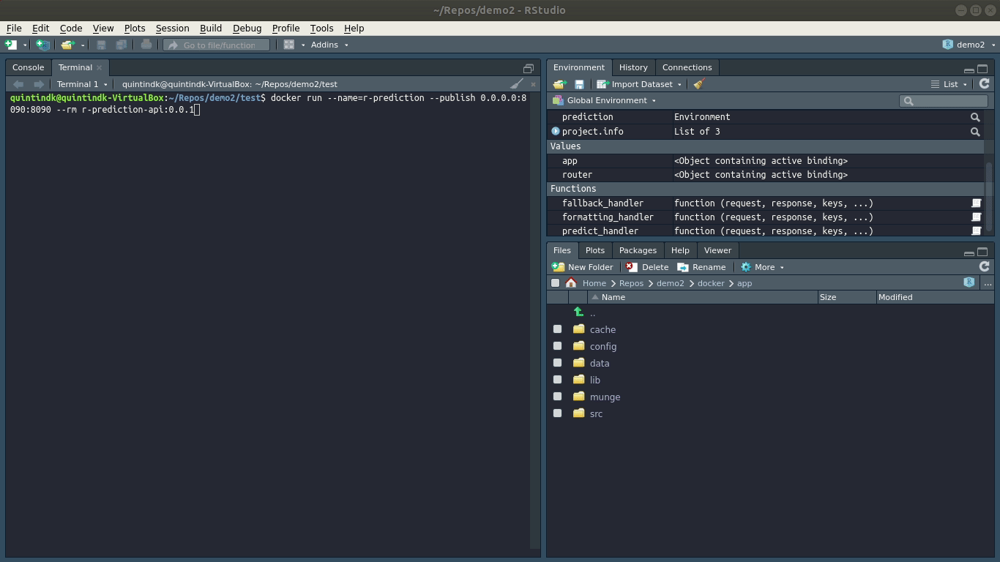 ~/Repos/demo2 - RStudio
File Edit Code View Plots Session Build Debug Profile Tools Help
Go to file/function Addins demo2
Console Terminal
Terminal 1 quintindk@quintindk-VirtualBox: ~/Repos/demo2/test
quintindk@quintindk-VirtualBox:~/Repos/demo2/test$ docker run --name=r-prediction --publish 0.0.0.0:8
090:8090 --rm r-prediction-api:0.0.1
Environment History Connections
Import Dataset List
Global Environment
prediction Environment
project.info List of 3
Values
app <Object containing active binding>
router <Object containing active binding>
Functions
fallback_handler function (request, response, keys, ...)
formatting_handler function (request, response, keys, ...)
predict_handler function (request, response, keys, ...)
Files Plots Packages Help Viewer
New Folder Delete Rename More
Home Repos demo2 docker app ...
Name Size Modified
..
cache
config
data
lib
munge
src